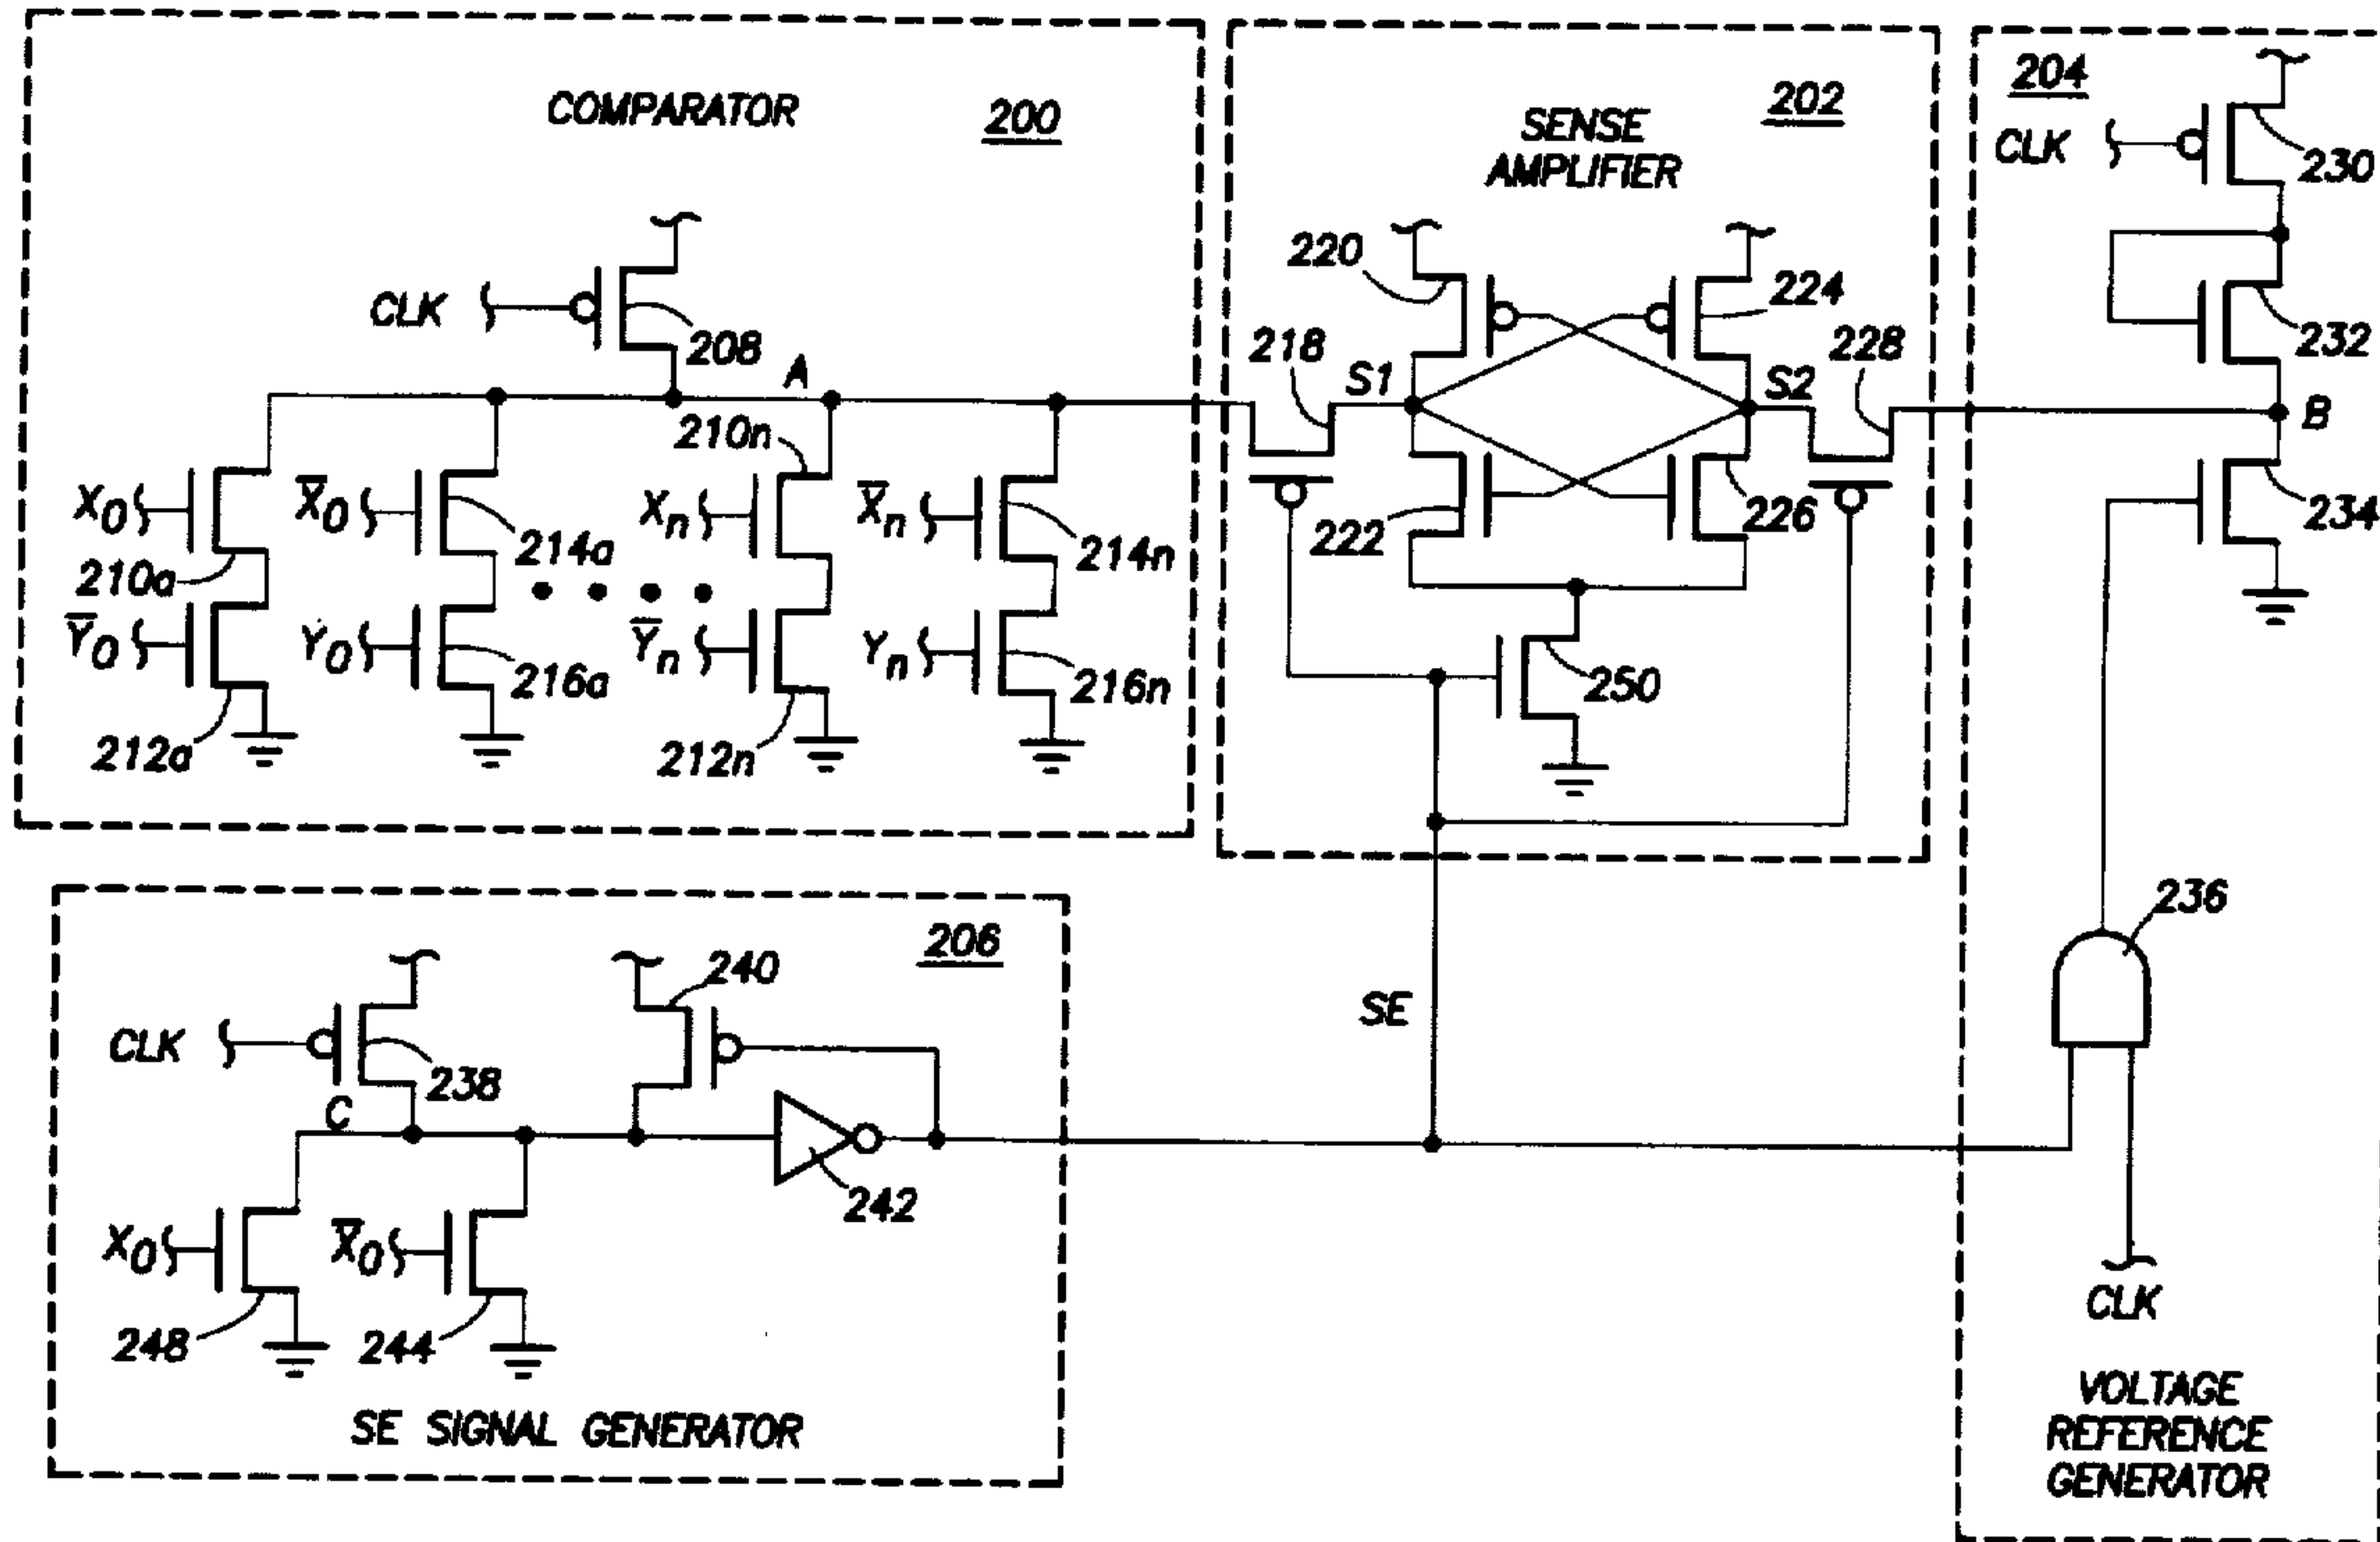 COMPARATOR 200
CLK
208
A
210n
X0
X̅0
Xn
X̅n
210a
214a
214n
Y̅0
Y0
Y̅n
Yn
212a
216a
212n
216n
SENSE
AMPLIFIER
202
220
224
218
S1
S2
228
222
226
250
204
CLK
230
232
B
234
236
CLK
VOLTAGE
REFERENCE
GENERATOR
206
240
CLK
238
C
242
X0
X̅0
248
244
SE SIGNAL GENERATOR
SE